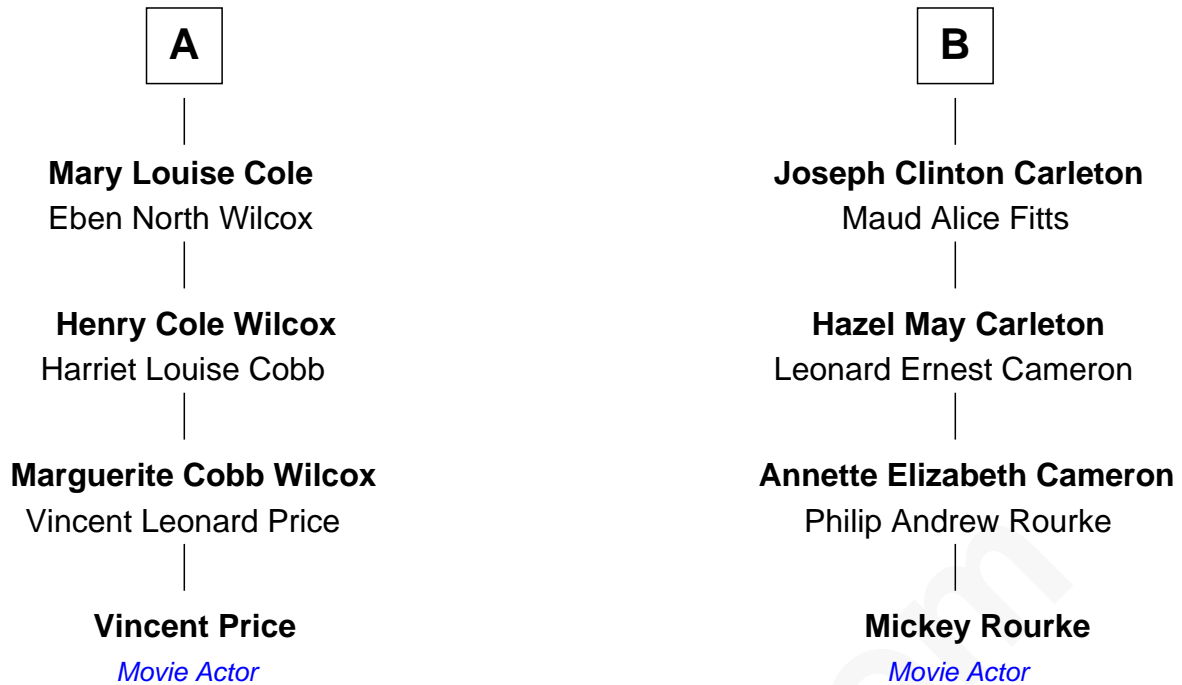 A
Mary Louise Cole
Eben North Wilcox
Henry Cole Wilcox
Harriet Louise Cobb
Marguerite Cobb Wilcox
Vincent Leonard Price
Vincent Price
Movie Actor
B
Joseph Clinton Carleton
Maud Alice Fitts
Hazel May Carleton
Leonard Ernest Cameron
Annette Elizabeth Cameron
Philip Andrew Rourke
Mickey Rourke
Movie Actor